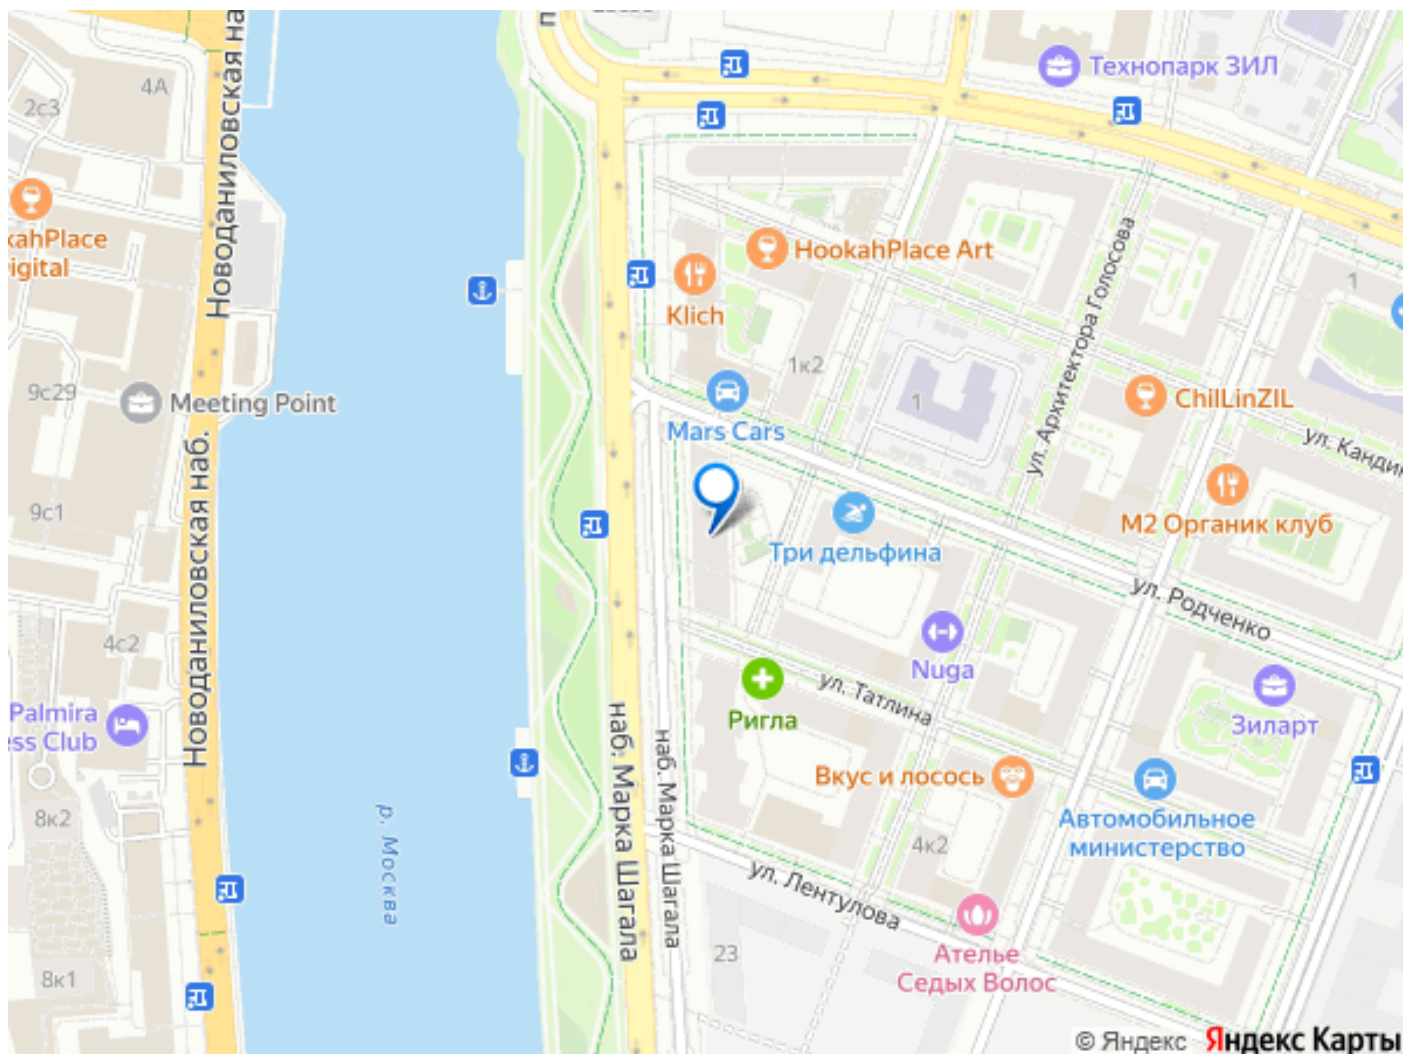 Новоданиловская на
4А
2с3
Технопарк ЗИЛ
kahPlace
igital
HookahPlace Art
Klich
ул. Архитектора Голосова
1
1к2
1
9с29
Meeting Point
Mars Cars
ChilLinZIL
ул. Кандин
Новоданиловская наб.
9с1
М2 Органик клуб
Три дельфина
ул. Родченко
4с2
Nuga
ул. Татлина
Ригла
Зиларт
Palmira
ess Club
наб. Марка Шагала
наб. Марка Шагала
Вкус и лосось
8к2
р. Москва
Автомобильное
министерство
4к2
ул. Лентулова
23
Ателье
Седых Волос
8к1
© Яндекс Яндекс Карты